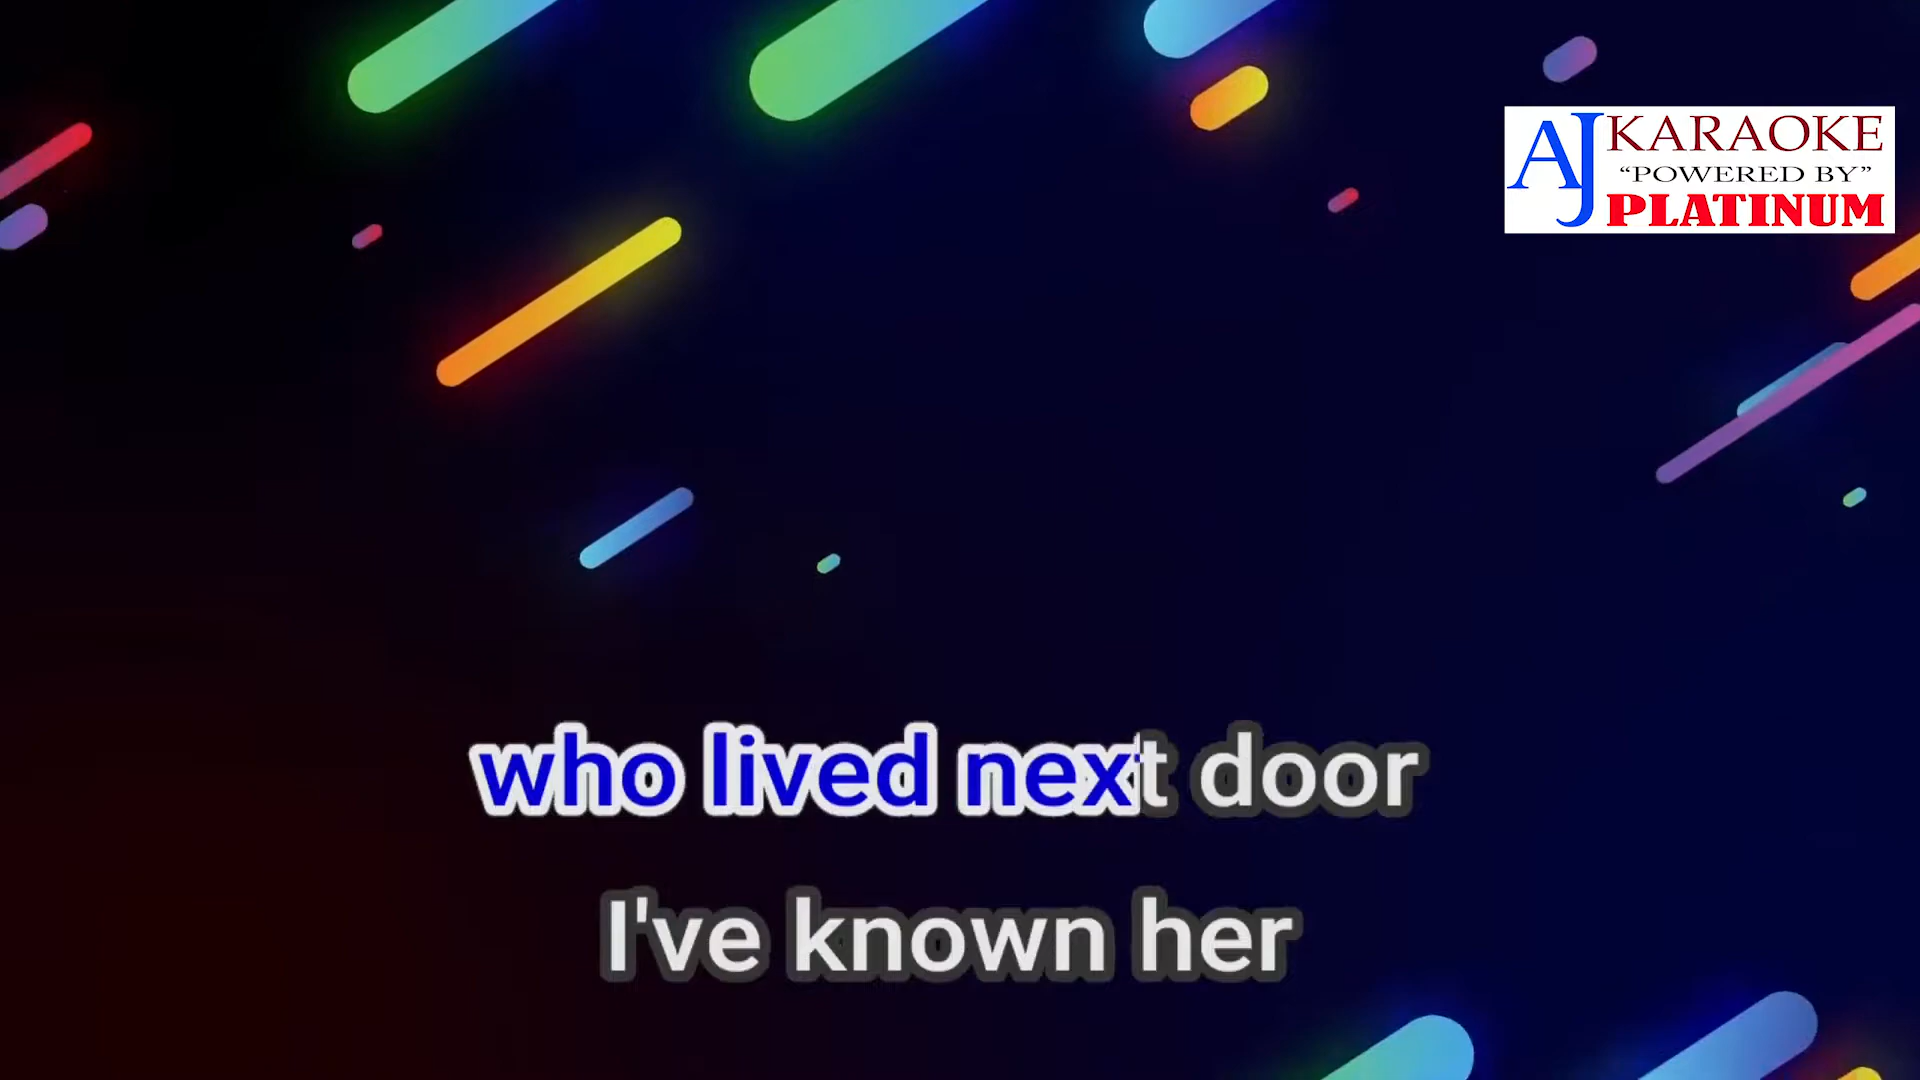 AJ KARAOKE
"POWERED BY"
PLATINUM
who lived next door
I've known her